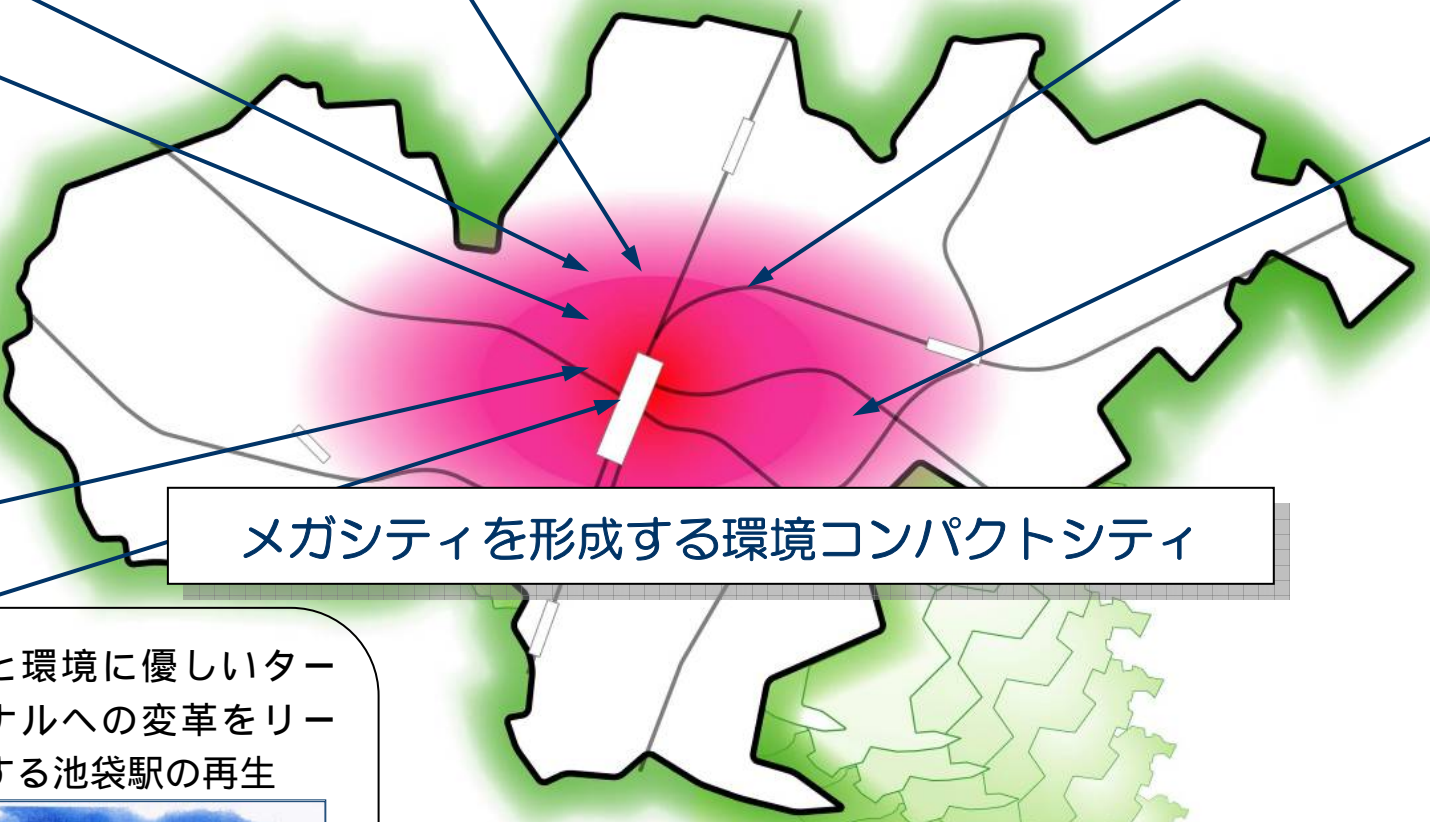 メガシティを形成する環境コンパクトシティ
と環境に優しいター
ナルへの変革をリー
する池袋駅の再生